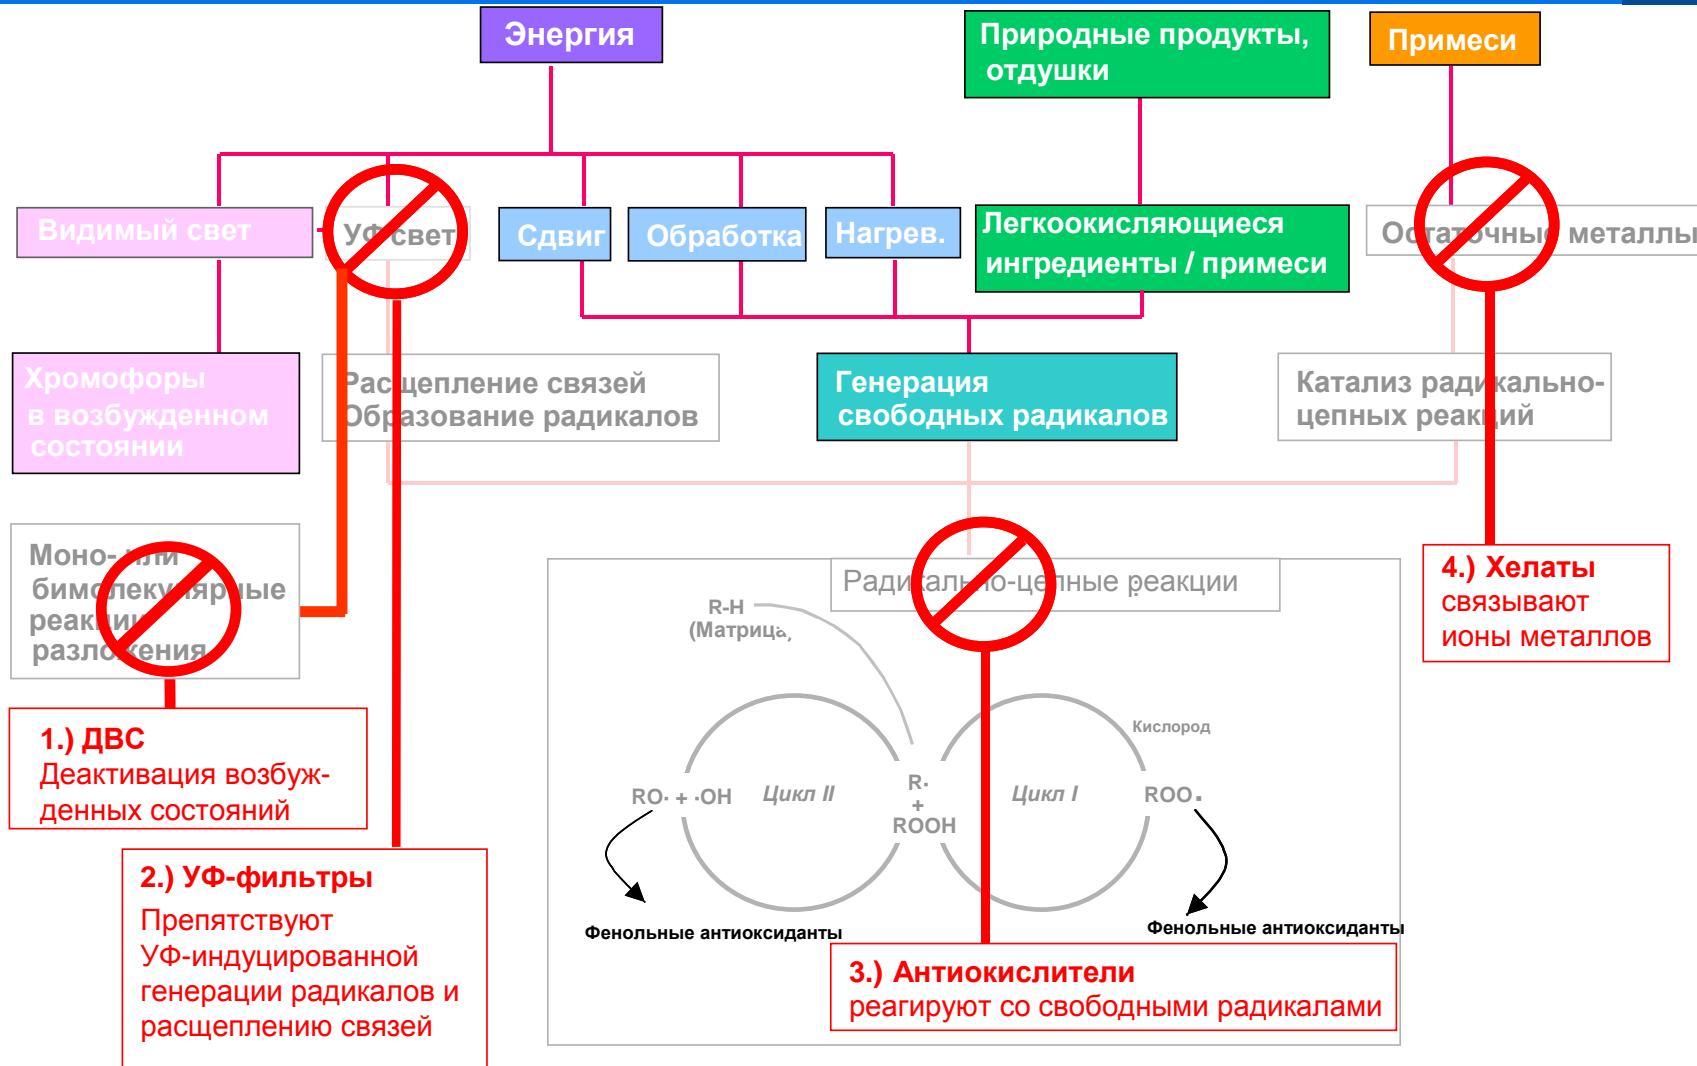 Энергия
Природные продукты,
отдушки
Примеси
Видимый свет
УФ свет
Сдвиг
Обработка
Нагрев.
Легкоокисляющиеся
ингредиенты / примеси
Остаточные металлы
Хромофоры
в возбужденном
состоянии
Расщепление связей
Образование радикалов
Генерация
свободных радикалов
Катализ радикально-
цепных реакций
Моно- или
бимолекулярные
реакции
разложения
Радикально-цепные реакции
R-H
(Матрица)
4.) Хелаты
связывают
ионы металлов
1.) ДВС
Деактивация возбуж-
денных состояний
Кислород
RO· + ·OH
Цикл II
R·
+
ROOH
Цикл I
ROO·
2.) УФ-фильтры
Препятствуют
УФ-индуцированной
генерации радикалов и
расщеплению связей
Фенольные антиоксиданты
Фенольные антиоксиданты
3.) Антиокислители
реагируют со свободными радикалами